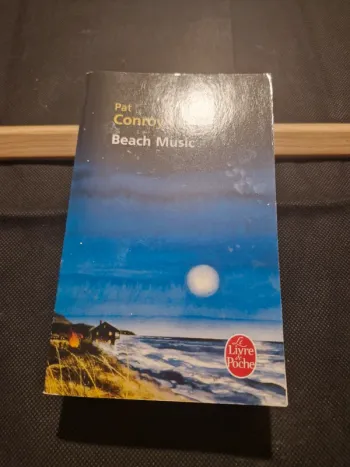 Pat
Conroy
Beach Music
Le
Livre
de
Poche